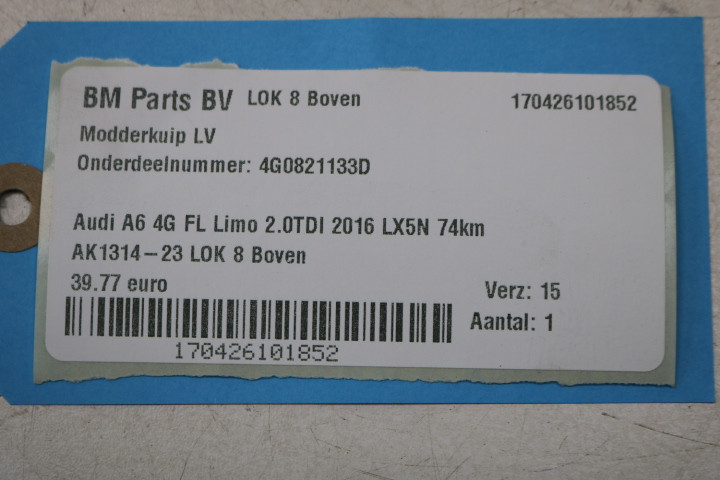 BM Parts BV LOK 8 Boven 170426101852
Modderkuip LV
Onderdeelnummer: 4G0821133D
Audi A6 4G FL Limo 2.0TDI 2016 LX5N 74km
AK1314-23 LOK 8 Boven
39.77 euro
Verz: 15
Aantal: 1
170426101852